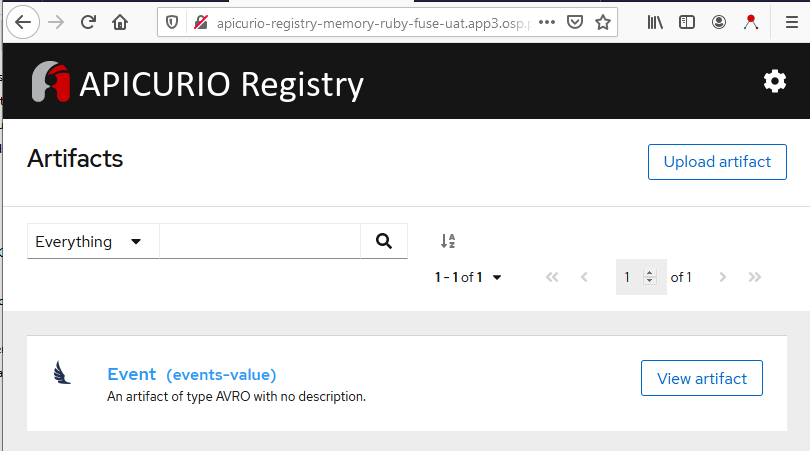 apicurio-registry-memory-ruby-fuse-uat.app3.osp.
APICURIO Registry
Artifacts
Upload artifact
Everything
A Z
1 - 1 of 1
1 of 1
Event (events-value)
An artifact of type AVRO with no description.
View artifact